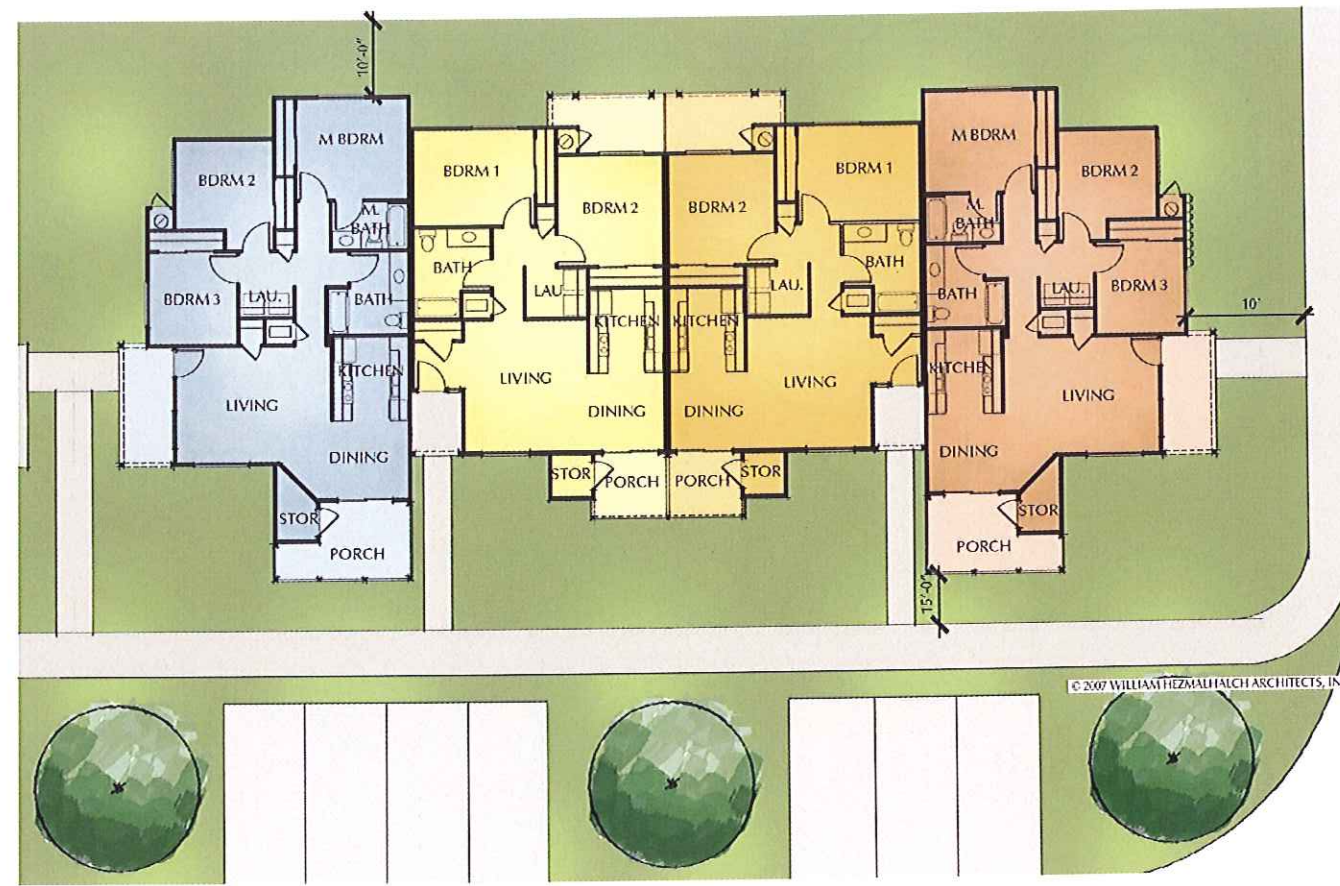 10'-0"
M BDRM
BDRM 2
M.
BATH
BDRM 3
LAU.
BATH
KITCHEN
LIVING
DINING
STOR
PORCH
BDRM 1
BDRM 2
BATH
LAU
KITCHEN
LIVING
DINING
STOR
PORCH
BDRM 1
BDRM 2
BATH
LAU.
KITCHEN
LIVING
DINING
PORCH
STOR
M BDRM
BDRM 2
M.
BATH
BATH
LAU.
BDRM 3
KITCHEN
LIVING
DINING
STOR
PORCH
10'
15'-0"
© 2007 WILLIAM HEZMALHALCH ARCHITECTS, IN